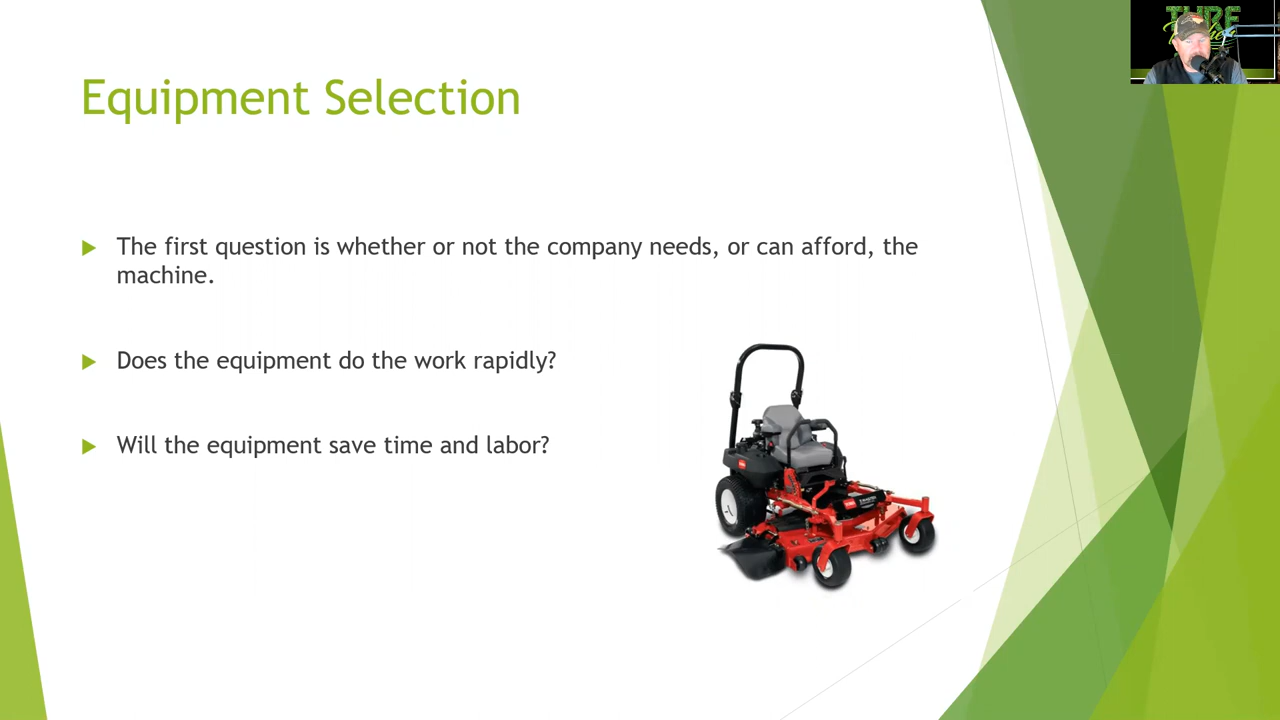 TURF
Equipment Selection
The first question is whether or not the company needs, or can afford, the
machine.
Does the equipment do the work rapidly?
Will the equipment save time and labor?